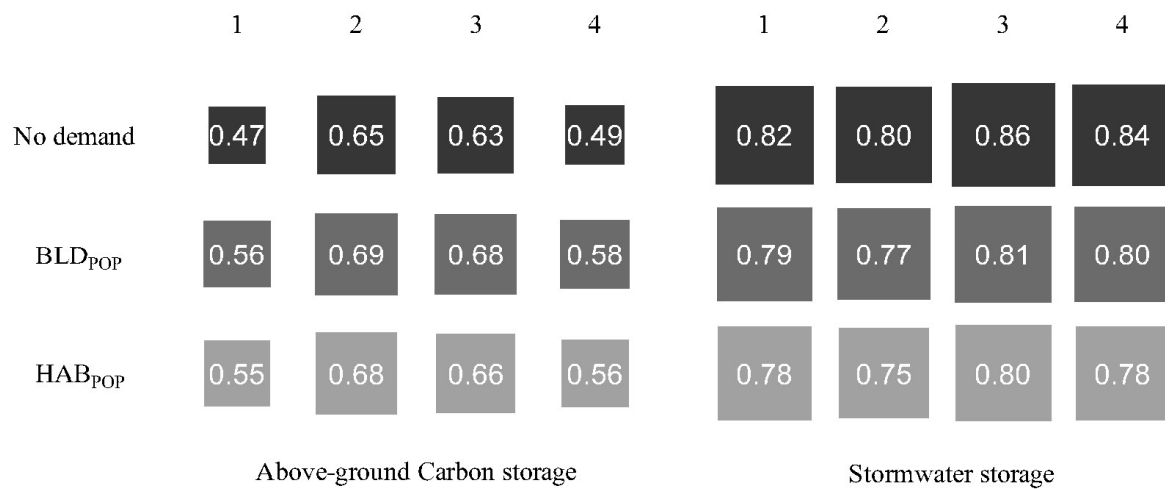 1 2 3 4 1 2 3 4
No demand 0.47 0.65 0.63 0.49 0.82 0.80 0.86 0.84
BLD_POP 0.56 0.69 0.68 0.58 0.79 0.77 0.81 0.80
HAB_POP 0.55 0.68 0.66 0.56 0.78 0.75 0.80 0.78
Above-ground Carbon storage Stormwater storage